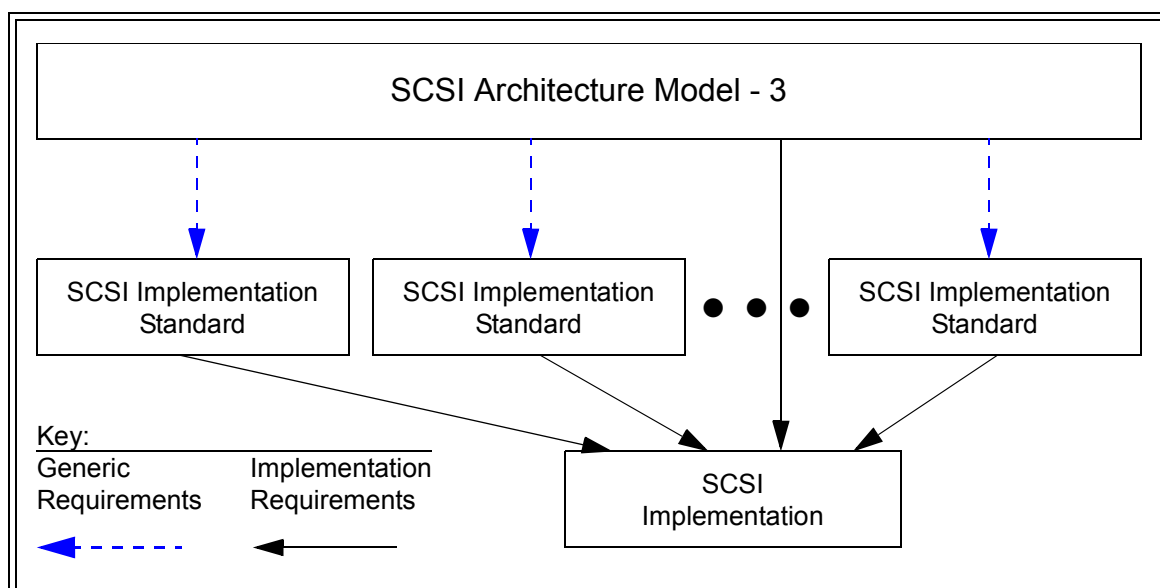 SCSI Architecture Model - 3
SCSI Implementation
Standard
SCSI Implementation
Standard
SCSI Implementation
Standard
Key:
Generic
Requirements
Implementation
Requirements
SCSI
Implementation